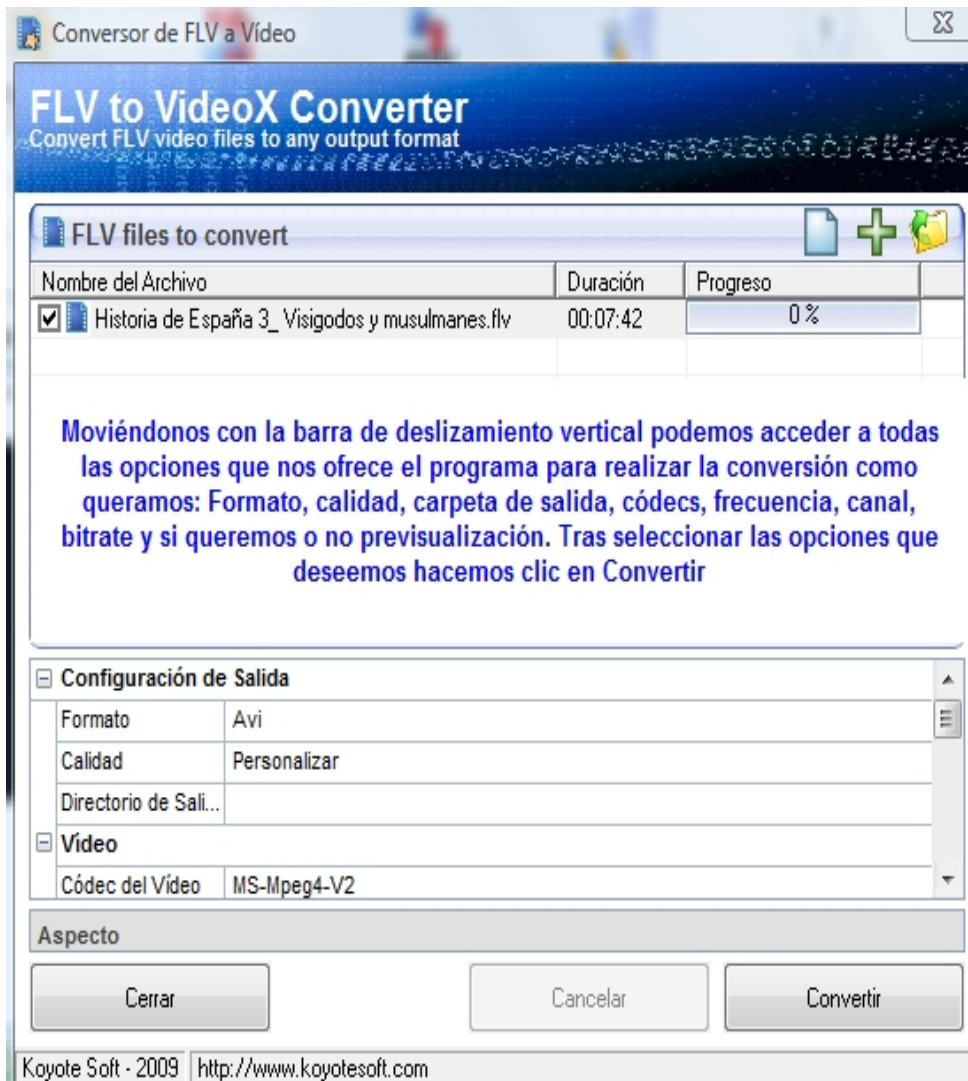 Conversor de FLV a Vídeo
FLV to VideoX Converter
Convert FLV video files to any output format
FLV files to convert
Nombre del Archivo Duración Progreso
Historia de España 3_ Visigodos y musulmanes.flv 00:07:42 0 %
Moviéndonos con la barra de deslizamiento vertical podemos acceder a todas
las opciones que nos ofrece el programa para realizar la conversión como
queramos: Formato, calidad, carpeta de salida, códecs, frecuencia, canal,
bitrate y si queremos o no previsualización. Tras seleccionar las opciones que
deseemos hacemos clic en Convertir
Configuración de Salida
Formato Avi
Calidad Personalizar
Directorio de Sali...
Vídeo
Códec del Vídeo MS-Mpeg4-V2
Aspecto
Cerrar Cancelar Convertir
Koyote Soft - 2009 http://www.koyotesoft.com